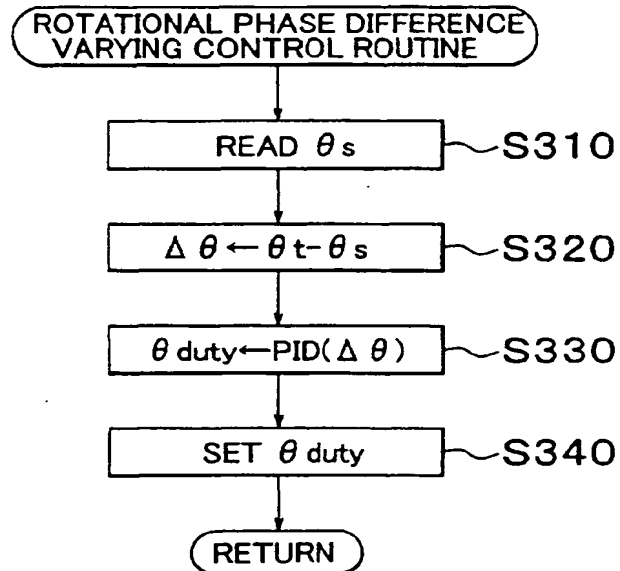 ROTATIONAL PHASE DIFFERENCE
VARYING CONTROL ROUTINE
READ θs
S310
Δθ←θt-θs
S320
θduty←PID(Δθ)
S330
SET θduty
S340
RETURN